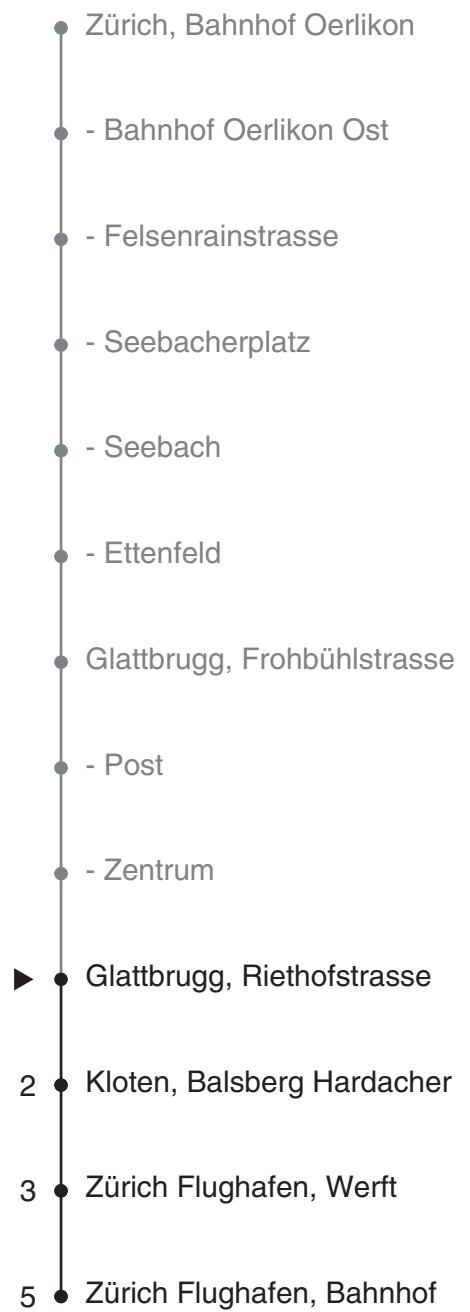 Zürich, Bahnhof Oerlikon
- Bahnhof Oerlikon Ost
- Felsenrainstrasse
- Seebacherplatz
- Seebach
- Ettenfeld
Glattbrugg, Frohbühlstrasse
- Post
- Zentrum
Glattbrugg, Riethofstrasse
2 Kloten, Balsberg Hardacher
3 Zürich Flughafen, Werft
5 Zürich Flughafen, Bahnhof